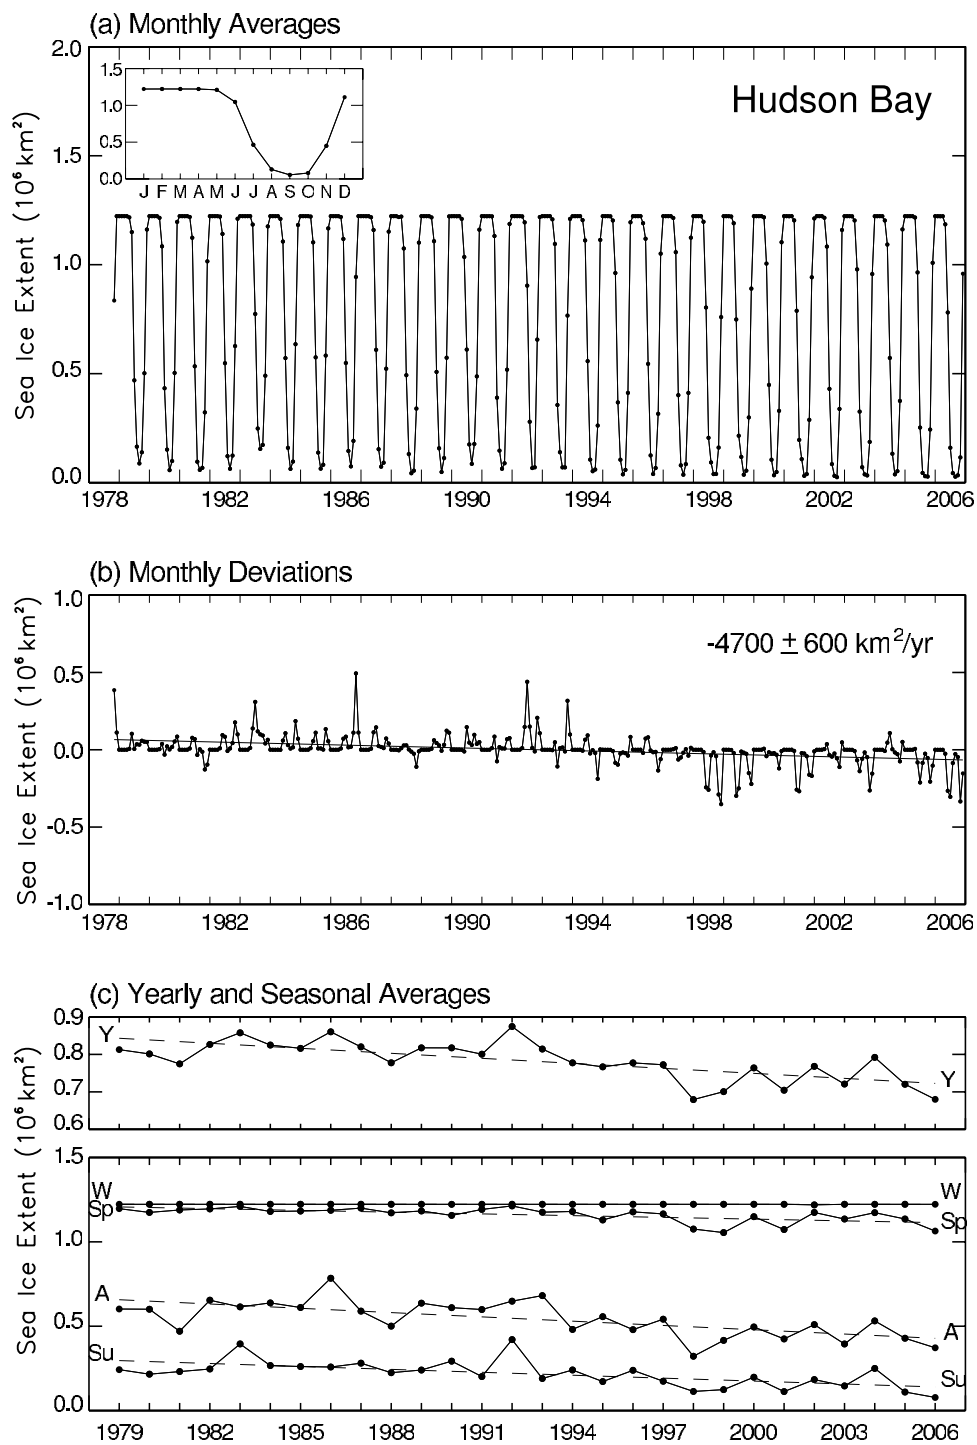 (a) Monthly Averages
2.0
1.5
1.0
0.5
0.0
Sea Ice Extent (10⁶ km²)
1.5
1.0
0.5
0.0
J F M A M J J A S O N D
Hudson Bay
1978 1982 1986 1990 1994 1998 2002 2006
(b) Monthly Deviations
1.0
0.5
0.0
-0.5
-1.0
Sea Ice Extent (10⁶ km²)
-4700 ± 600 km²/yr
1978 1982 1986 1990 1994 1998 2002 2006
(c) Yearly and Seasonal Averages
0.9
0.8
0.7
0.6
Y
Y
Sea Ice Extent (10⁶ km²)
1.5
1.0
0.5
0.0
W
W
Sp
Sp
A
A
Su
Su
1979 1982 1985 1988 1991 1994 1997 2000 2003 2006